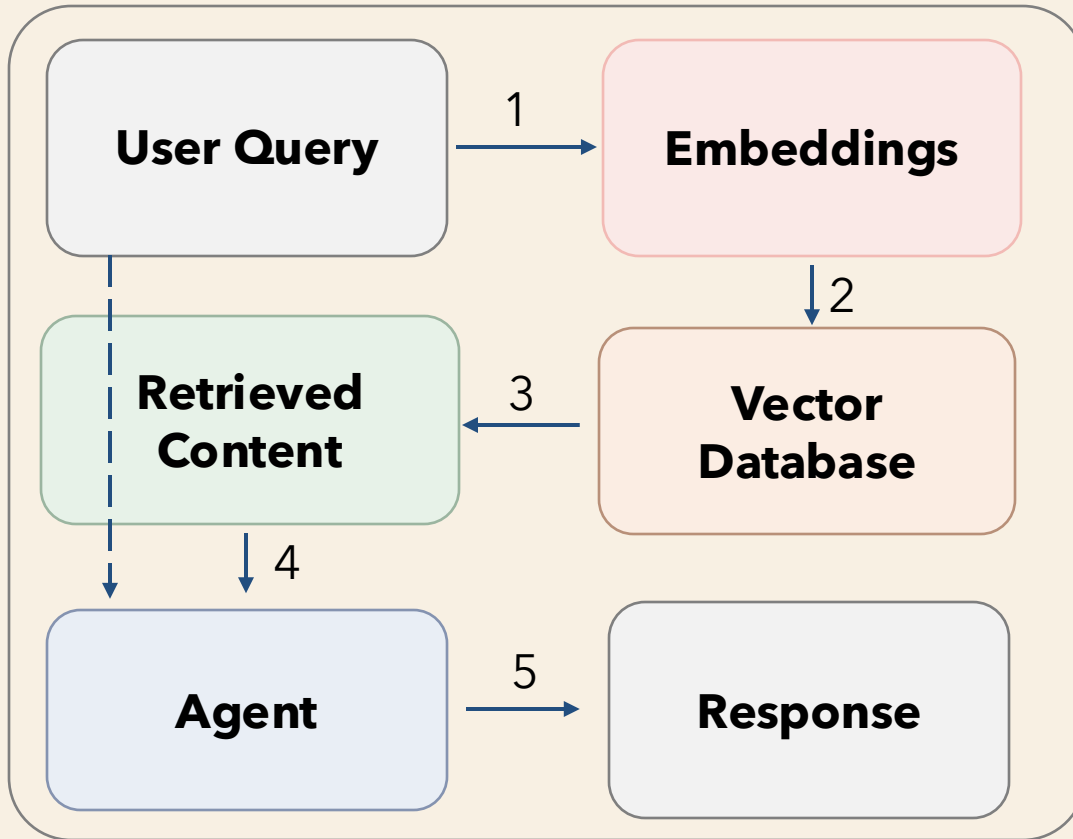 User Query
1
Embeddings
2
Retrieved
Content
3
Vector
Database
4
Agent
5
Response